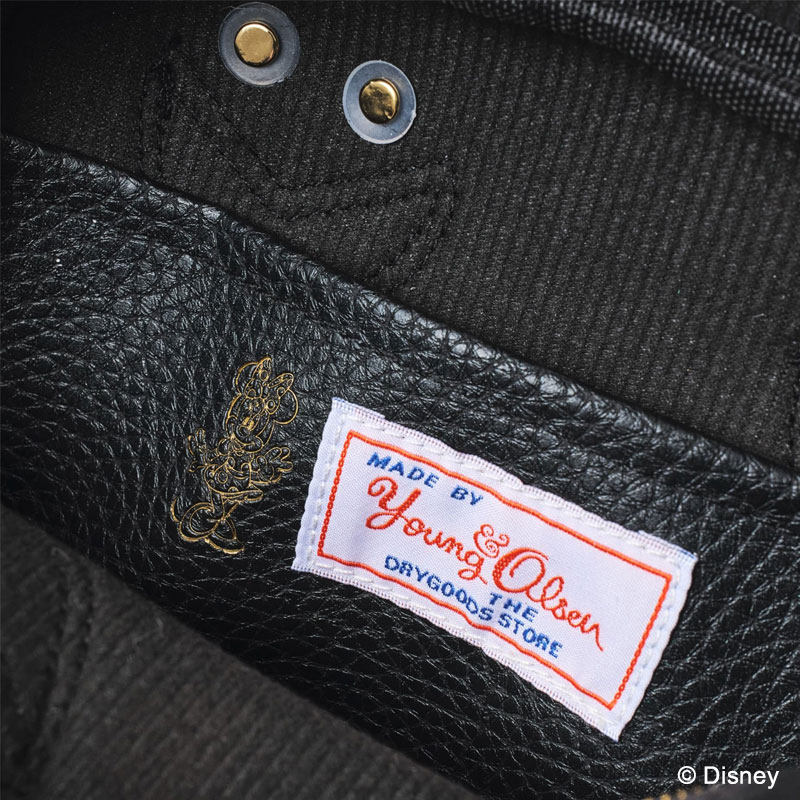 MADE BY
Young & Olsen
THE
DRYGOODS STORE
© Disney